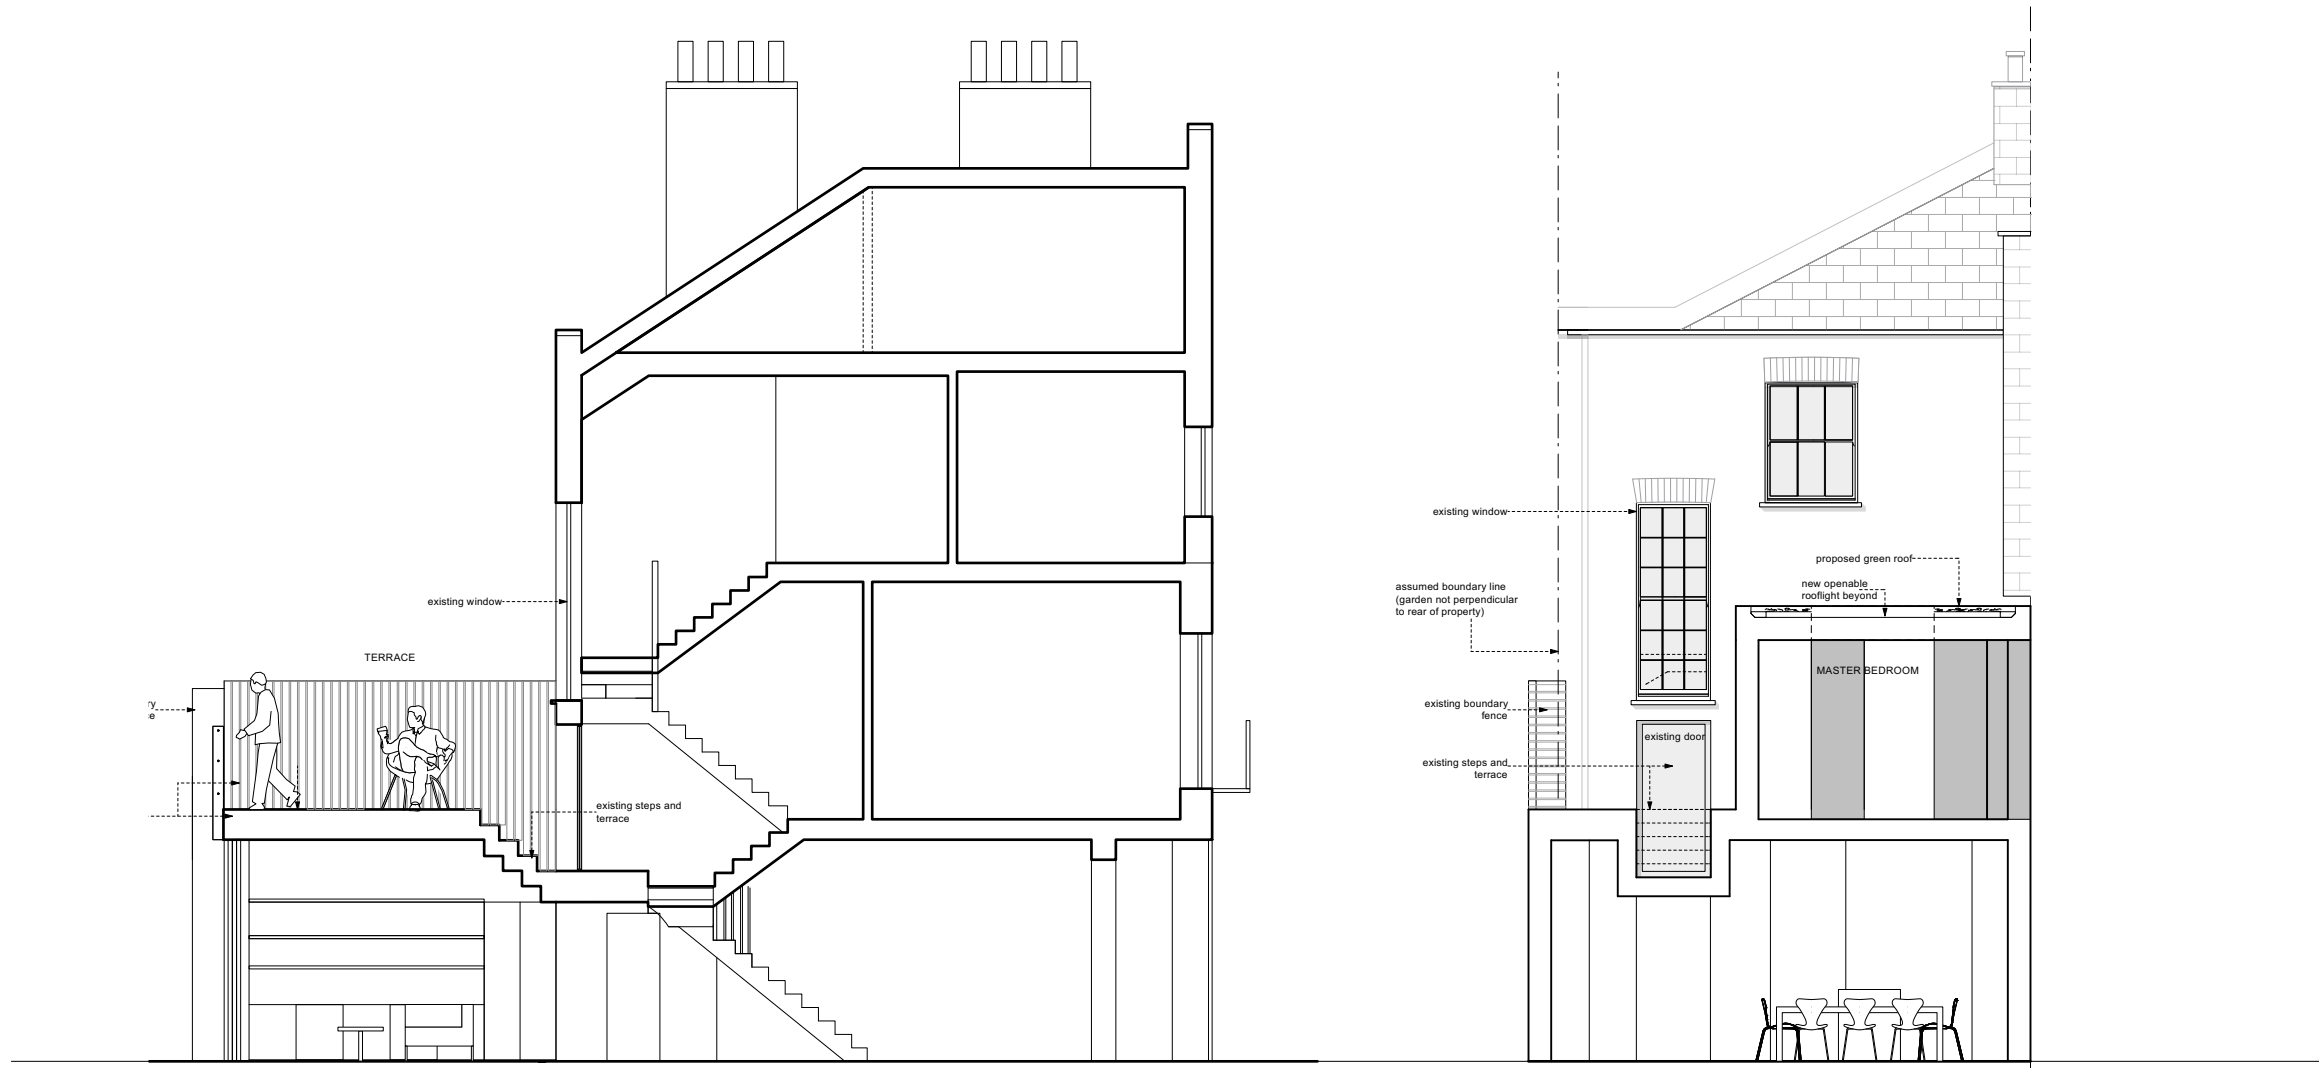 existing window
TERRACE
ry
e
existing steps and
terrace
existing window
proposed green roof
new openable
rooflight beyond
assumed boundary line
(garden not perpendicular
to rear of property)
MASTER BEDROOM
existing boundary
fence
existing door
existing steps and
terrace